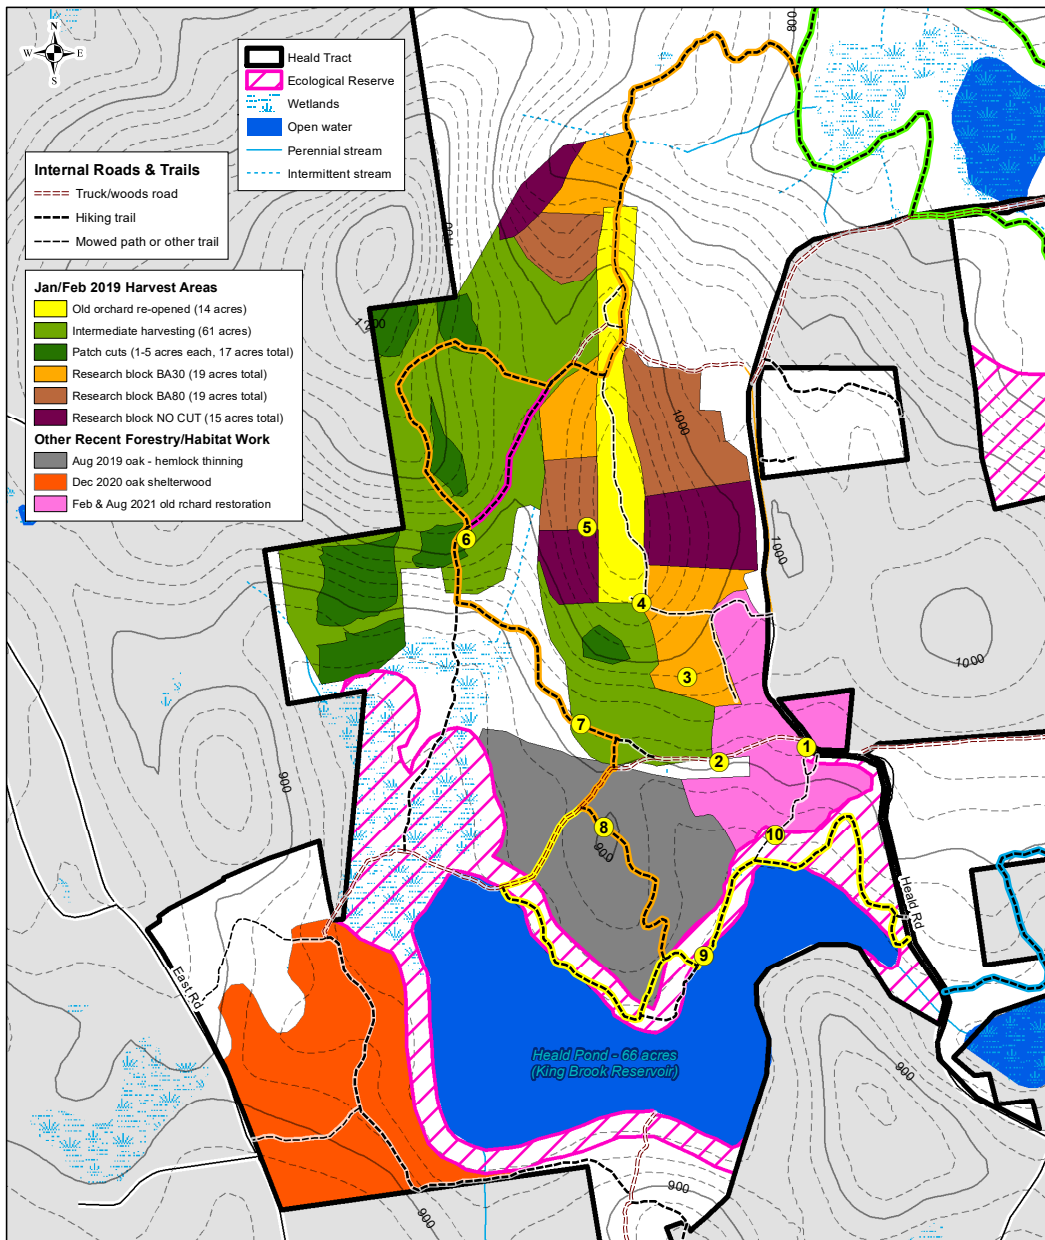 N
W E
S
Heald Tract
Ecological Reserve
Wetlands
Open water
Perennial stream
Intermittent stream
Internal Roads & Trails
Truck/woods road
Hiking trail
Mowed path or other trail
Jan/Feb 2019 Harvest Areas
Old orchard re-opened (14 acres)
Intermediate harvesting (61 acres)
Patch cuts (1-5 acres each, 17 acres total)
Research block BA30 (19 acres total)
Research block BA80 (19 acres total)
Research block NO CUT (15 acres total)
Other Recent Forestry/Habitat Work
Aug 2019 oak - hemlock thinning
Dec 2020 oak shelterwood
Feb & Aug 2021 old rchard restoration
800
1200
1000
1000
1000
5
6
4
3
7
1
2
900
8
900
10
Heald Rd
9
East Rd
Heald Pond - 66 acres
(King Brook Reservoir)
900
900
900